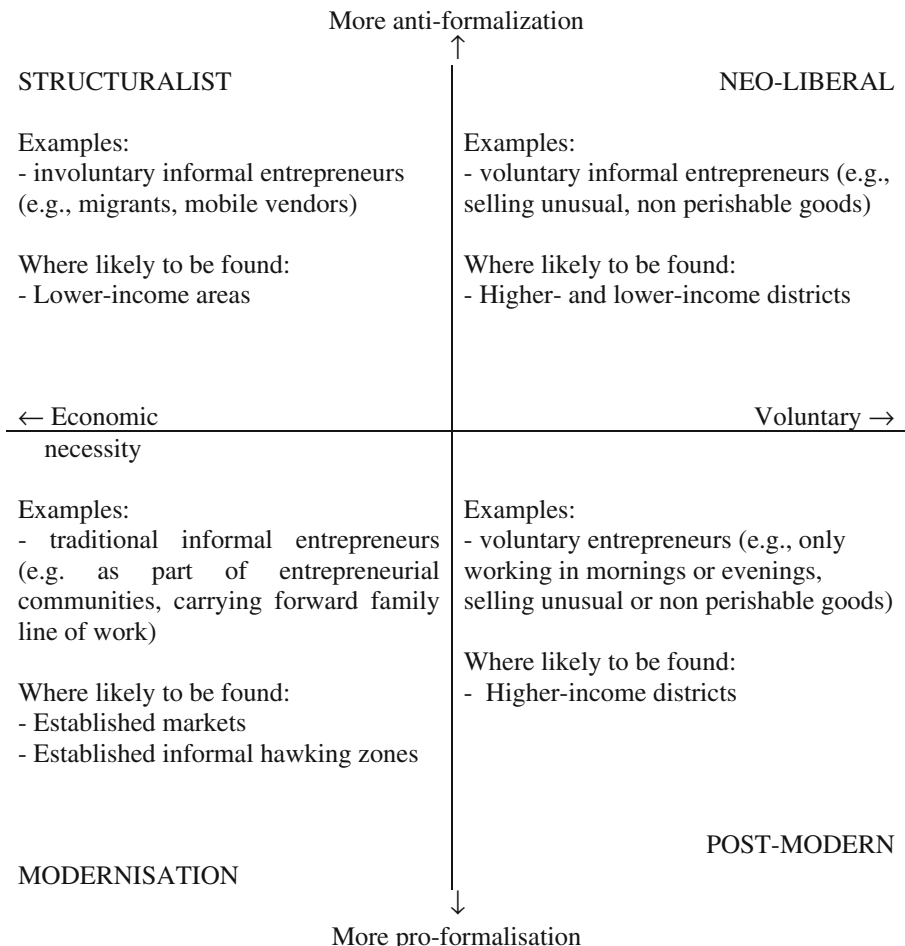 More anti-formalization
↑
STRUCTURALIST
Examples:
- involuntary informal entrepreneurs
(e.g., migrants, mobile vendors)
Where likely to be found:
- Lower-income areas
NEO-LIBERAL
Examples:
- voluntary informal entrepreneurs (e.g.,
selling unusual, non perishable goods)
Where likely to be found:
- Higher- and lower-income districts
← Economic
necessity
Voluntary →
Examples:
- traditional informal entrepreneurs
(e.g. as part of entrepreneurial
communities, carrying forward family
line of work)
Where likely to be found:
- Established markets
- Established informal hawking zones
MODERNISATION
Examples:
- voluntary entrepreneurs (e.g., only
working in mornings or evenings,
selling unusual or non perishable goods)
Where likely to be found:
- Higher-income districts
POST-MODERN
↓
More pro-formalisation